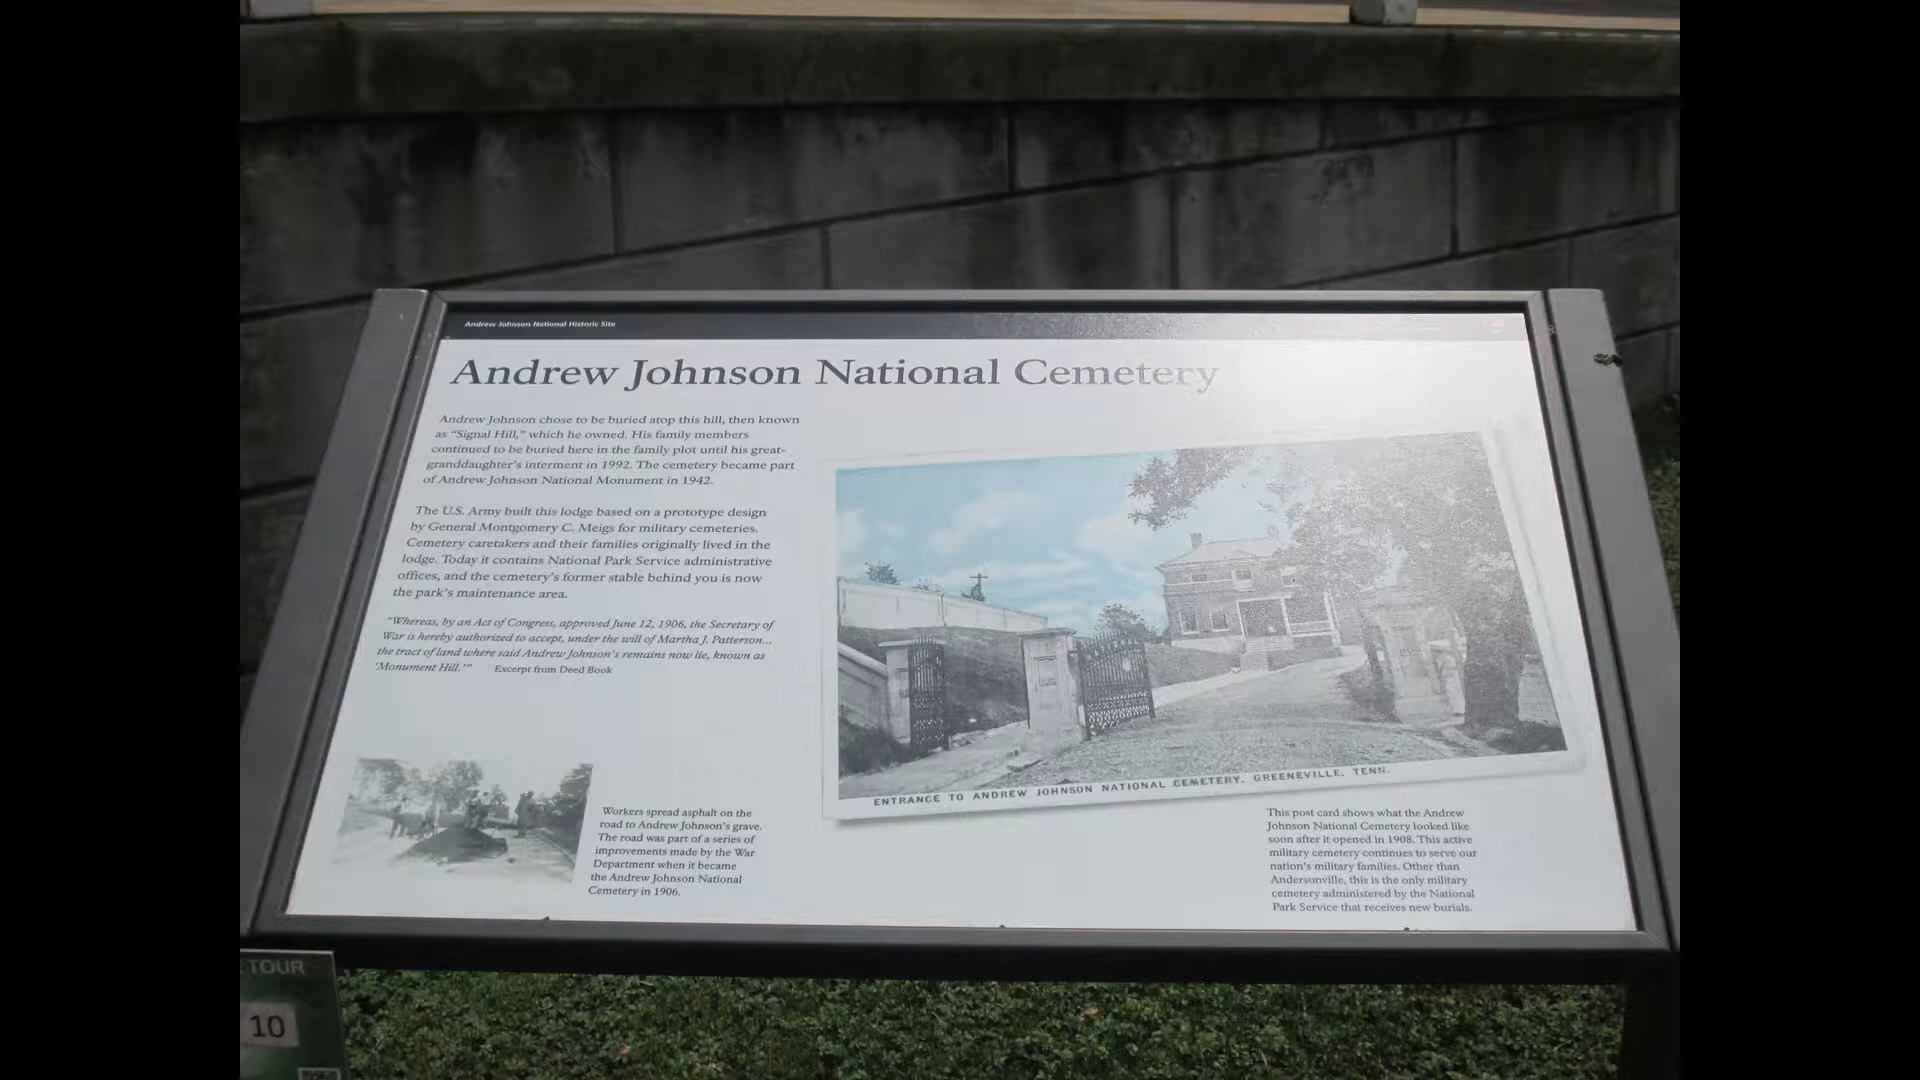 Andrew Johnson National Historic Site
Andrew Johnson National Cemetery
Andrew Johnson chose to be buried atop this hill, then known
as “Signal Hill,” which he owned. His family members
continued to be buried here in the family plot until his great-
granddaughter’s interment in 1992. The cemetery became part
of Andrew Johnson National Monument in 1942.
The U.S. Army built this lodge based on a prototype design
by General Montgomery C. Meigs for military cemeteries.
Cemetery caretakers and their families originally lived in the
lodge. Today it contains National Park Service administrative
offices, and the cemetery’s former stable behind you is now
the park’s maintenance area.
“Whereas, by an Act of Congress, approved June 12, 1906, the Secretary of
War is hereby authorized to accept, under the will of Martha J. Patterson...
the tract of land where said Andrew Johnson’s remains now lie, known as
‘Monument Hill.’” Excerpt from Deed Book
Workers spread asphalt on the
road to Andrew Johnson’s grave.
The road was part of a series of
improvements made by the War
Department when it became
the Andrew Johnson National
Cemetery in 1906.
ENTRANCE TO ANDREW JOHNSON NATIONAL CEMETERY, GREENEVILLE, TENN.
This post card shows what the Andrew
Johnson National Cemetery looked like
soon after it opened in 1908. This active
military cemetery continues to serve our
nation’s military families. Other than
Andersonville, this is the only military
cemetery administered by the National
Park Service that receives new burials.
TOUR
10